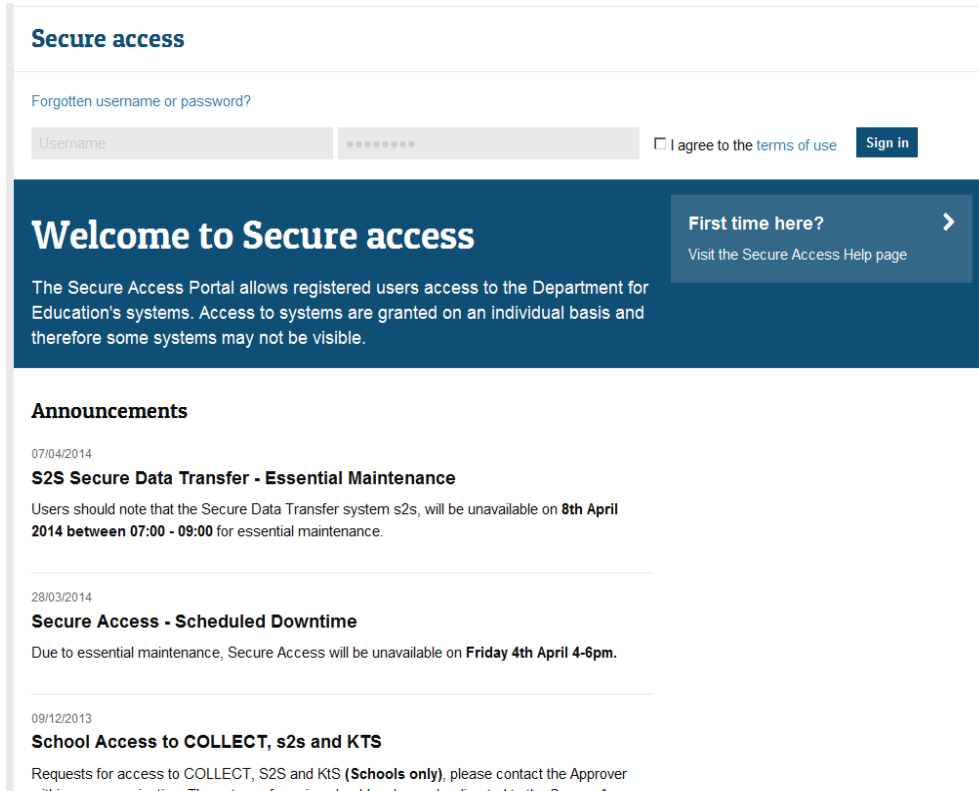 Secure access
Forgotten username or password?
Username
I agree to the terms of use
Sign in
Welcome to Secure access
The Secure Access Portal allows registered users access to the Department for
Education's systems. Access to systems are granted on an individual basis and
therefore some systems may not be visible.
First time here?
Visit the Secure Access Help page
Announcements
07/04/2014
S2S Secure Data Transfer - Essential Maintenance
Users should note that the Secure Data Transfer system s2s, will be unavailable on 8th April
2014 between 07:00 - 09:00 for essential maintenance.
28/03/2014
Secure Access - Scheduled Downtime
Due to essential maintenance, Secure Access will be unavailable on Friday 4th April 4-6pm.
09/12/2013
School Access to COLLECT, s2s and KTS
Requests for access to COLLECT, S2S and KtS (Schools only), please contact the Approver